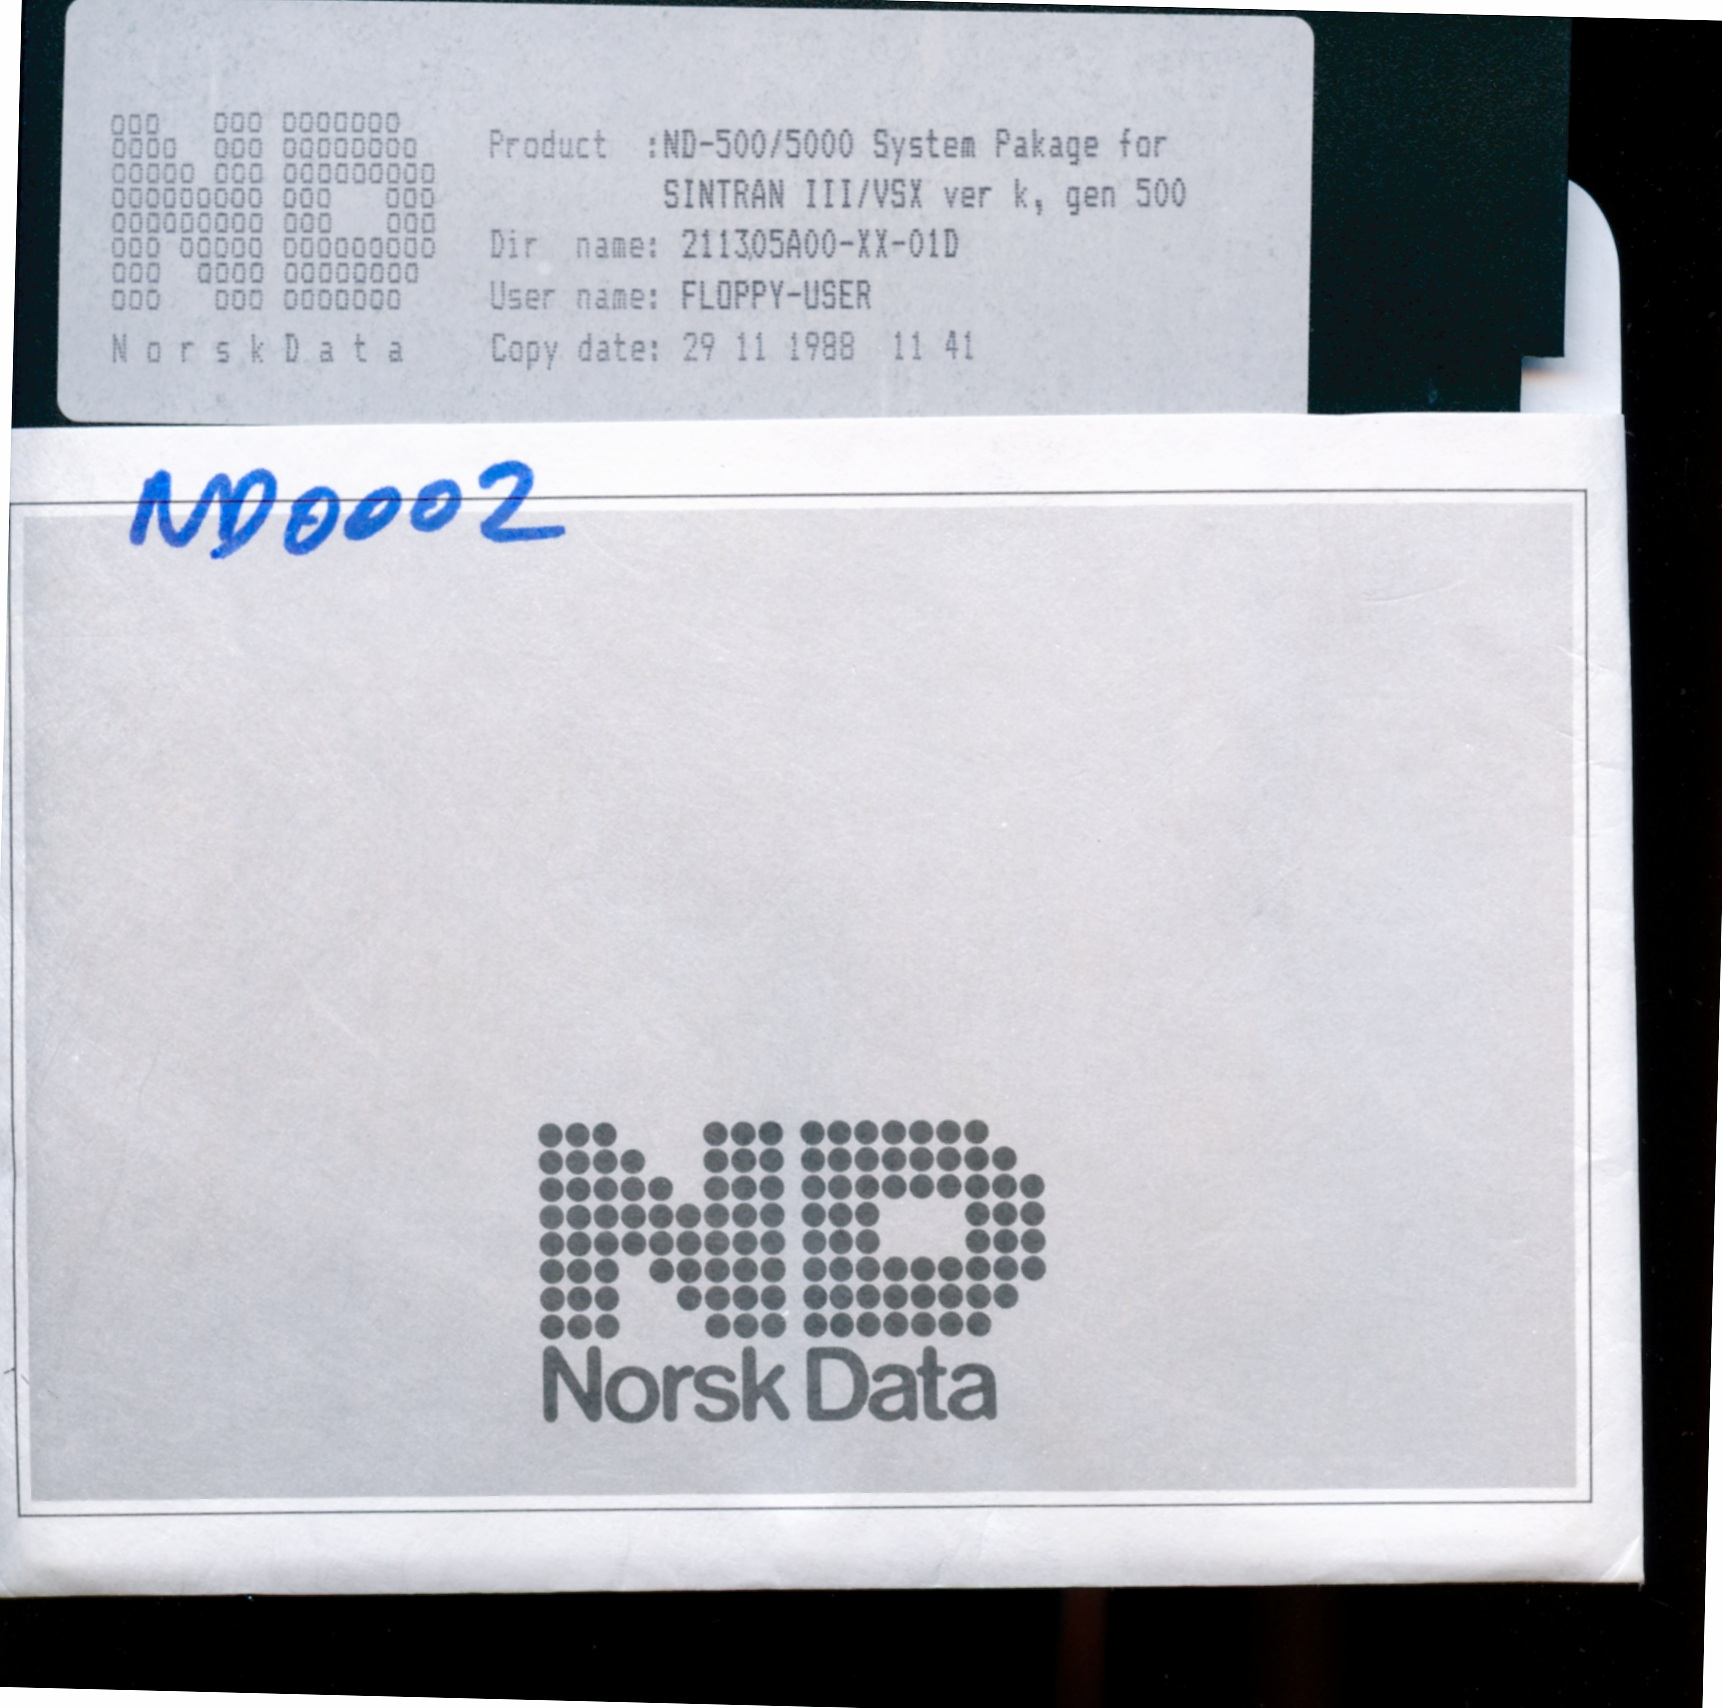 Product  :ND-500/5000 System Pakage for
SINTRAN III/VSX ver k, gen 500
Dir  name: 211305A00-XX-01D
User name: FLOPPY-USER
Copy date: 29 11 1988  11 41
ND
N o r s k D a t a
ND0002
ND
Norsk Data